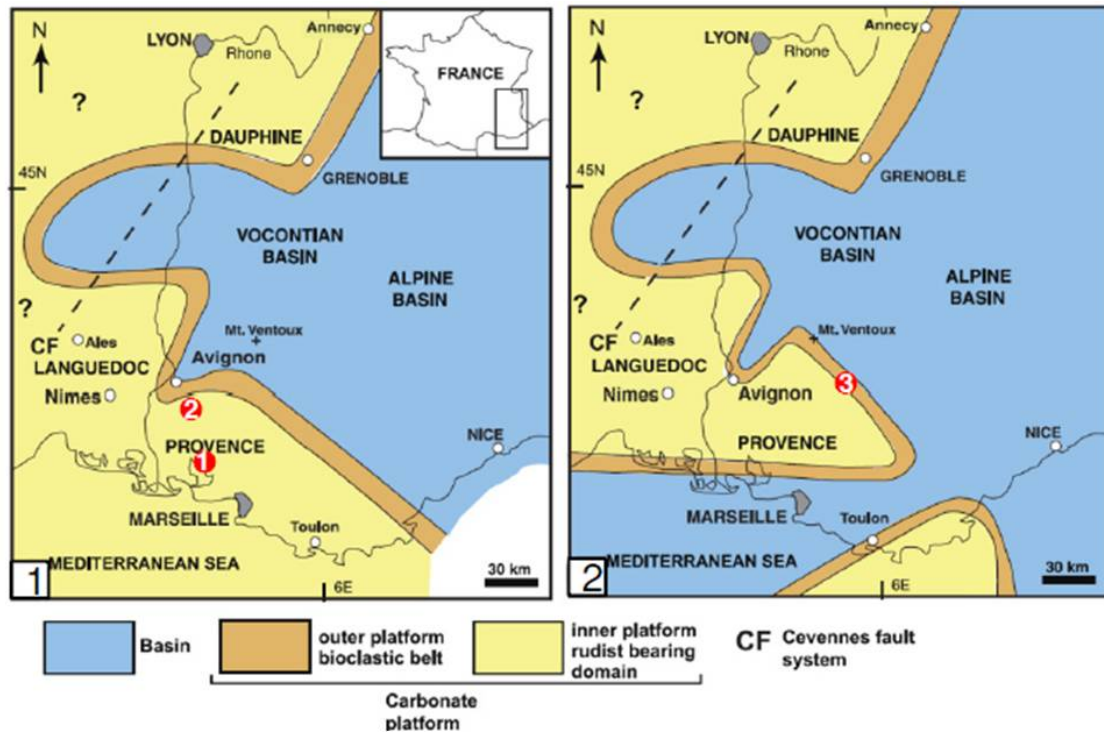 N
LYON
Annecy
Rhone
FRANCE
?
DAUPHINE
45N
GRENOBLE
VOCONTIAN
BASIN
ALPINE
BASIN
?
CF
Ales
Mt. Ventoux
LANGUEDOC
Avignon
Nimes
2
PROVENCE
1
NICE
MARSEILLE
Toulon
MEDITERRANEAN SEA
1
6E
30 km
N
LYON
Annecy
Rhone
?
DAUPHINE
45N
GRENOBLE
VOCONTIAN
BASIN
ALPINE
BASIN
?
CF
Ales
Mt. Ventoux
LANGUEDOC
Nimes
Avignon
3
PROVENCE
NICE
MARSEILLE
Toulon
MEDITERRANEAN SEA
2
6E
30 km
Basin
outer platform
bioclastic belt
inner platform
rudist bearing
domain
CF Cevennes fault
system
Carbonate
platform